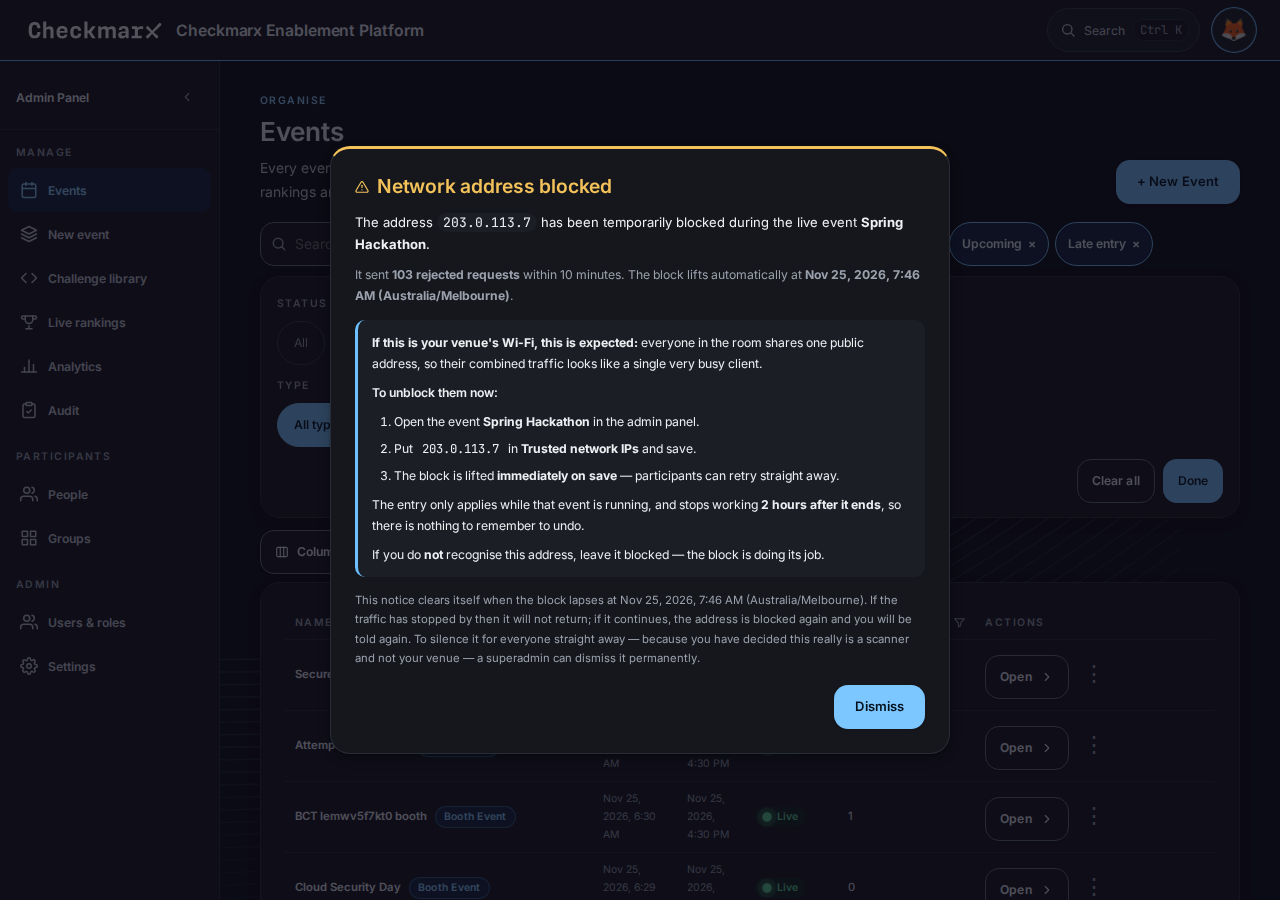 Checkmarx Checkmarx Enablement Platform
Search Ctrl K
Admin Panel
MANAGE
Events
New event
Challenge library
Live rankings
Analytics
Audit
PARTICIPANTS
People
Groups
ADMIN
Users & roles
Settings
ORGANISE
Events
Every
rankings
+ New Event
Upcoming ×
Late entry ×
STATUS
All
TYPE
Clear all
Done
Network address blocked
The address 203.0.113.7 has been temporarily blocked during the live event Spring
Hackathon.
It sent 103 rejected requests within 10 minutes. The block lifts automatically at Nov 25, 2026, 7:46
AM (Australia/Melbourne).
If this is your venue's Wi-Fi, this is expected: everyone in the room shares one public
address, so their combined traffic looks like a single very busy client.
To unblock them now:
1. Open the event Spring Hackathon in the admin panel.
2. Put 203.0.113.7 in Trusted network IPs and save.
3. The block is lifted immediately on save — participants can retry straight away.
The entry only applies while that event is running, and stops working 2 hours after it ends, so
there is nothing to remember to undo.
If you do not recognise this address, leave it blocked — the block is doing its job.
This notice clears itself when the block lapses at Nov 25, 2026, 7:46 AM (Australia/Melbourne). If the
traffic has stopped by then it will not return; if it continues, the address is blocked again and you will be
told again. To silence it for everyone straight away — because you have decided this really is a scanner
and not your venue — a superadmin can dismiss it permanently.
Dismiss
NAME
ACTIONS
Secure
Open
AM
4:30 PM
Open
BCT lemwv5f7kt0 booth Booth Event
Nov 25,
2026, 6:30
AM
Nov 25,
2026,
4:30 PM
Live
1
Open
Cloud Security Day Booth Event
Nov 25,
2026, 6:29
Nov 25,
2026,
Live
0
Open